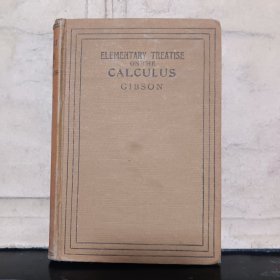 ELEMENTARY TREATISE
ON THE
CALCULUS
GIBSON